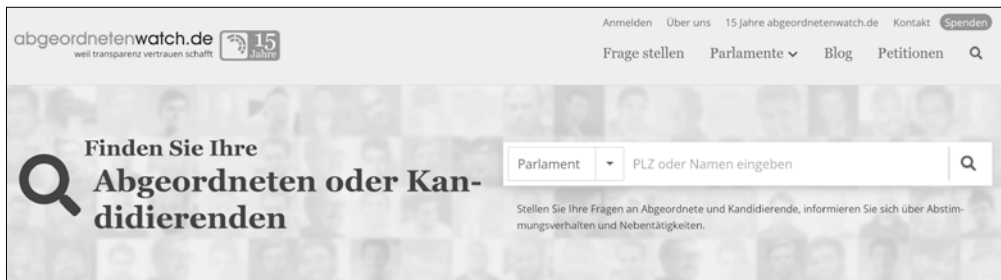 Anmelden Über uns 15 Jahre abgeordnetenwatch.de Kontakt Spenden
abgeordnetenwatch.de
weil transparenz vertrauen schafft
15
Jahre
Frage stellen Parlamente Blog Petitionen
Finden Sie Ihre
Abgeordneten oder Kan-
didierenden
Parlament PLZ oder Namen eingeben
Stellen Sie Ihre Fragen an Abgeordnete und Kandidierende, informieren Sie sich über Abstim-
mungsverhalten und Nebentätigkeiten.